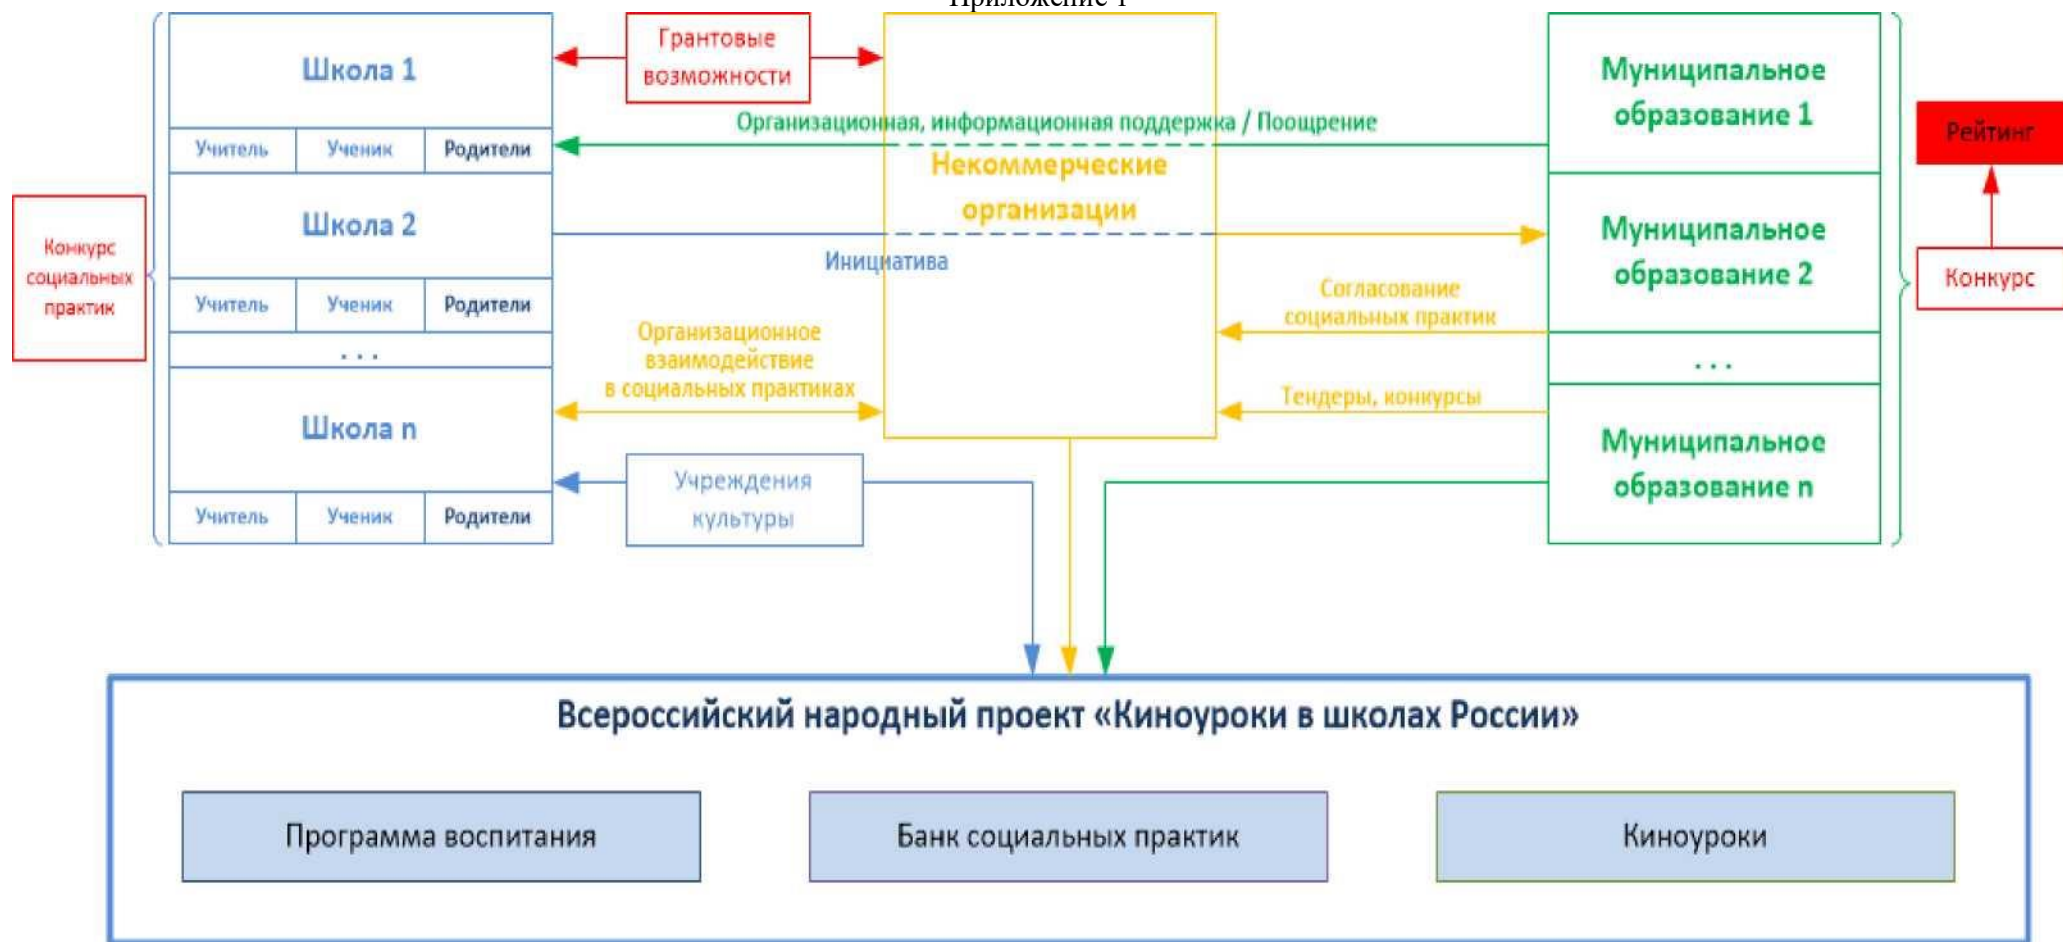 Приложение 1
Школа 1
Учитель
Ученик
Родители
Школа 2
Учитель
Ученик
Родители
...
Школа n
Учитель
Ученик
Родители
Конкурс
социальных
практик
Грантовые
возможности
Организационная, информационная поддержка / Поощрение
Некоммерческие
организации
Инициатива
Организационное
взаимодействие
в социальных практиках
Согласование
социальных практик
Тендеры, конкурсы
Учреждения
культуры
Муниципальное
образование 1
Муниципальное
образование 2
...
Муниципальное
образование n
Рейтинг
Конкурс
Всероссийский народный проект «Киноуроки в школах России»
Программа воспитания
Банк социальных практик
Киноуроки